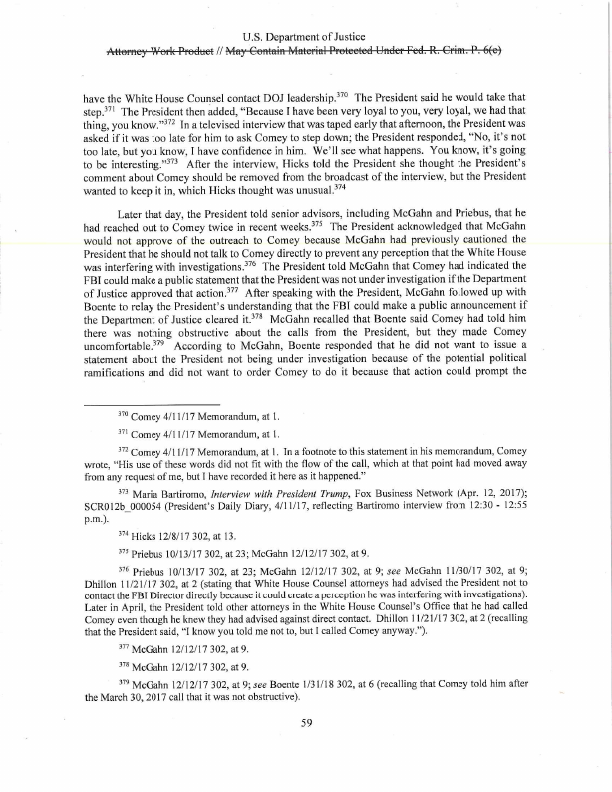 U.S. Department of Justice
Attorney Work Product // May Contain Material Protected Under Fed. R. Crim. P. 6(e)
have the White House Counsel contact DOJ leadership.370 The President said he would take that
step.371 The President then added, “Because I have been very loyal to you, very loyal, we had that
thing, you know.”372 In a televised interview that was taped early that afternoon, the President was
asked if it was too late for him to ask Comey to step down; the President responded, “No, it's not
too late, but you know, I have confidence in him. We'll see what happens. You know, it's going
to be interesting.”373 After the interview, Hicks told the President she thought the President's
comment about Comey should be removed from the broadcast of the interview, but the President
wanted to keep it in, which Hicks thought was unusual.374
Later that day, the President told senior advisors, including McGahn and Priebus, that he
had reached out to Comey twice in recent weeks.375 The President acknowledged that McGahn
would not approve of the outreach to Comey because McGahn had previously cautioned the
President that he should not talk to Comey directly to prevent any perception that the White House
was interfering with investigations.376 The President told McGahn that Comey had indicated the
FBI could make a public statement that the President was not under investigation if the Department
of Justice approved that action.377 After speaking with the President, McGahn followed up with
Boente to relay the President's understanding that the FBI could make a public announcement if
the Department of Justice cleared it.378 McGahn recalled that Boente said Comey had told him
there was nothing obstructive about the calls from the President, but they made Comey
uncomfortable.379 According to McGahn, Boente responded that he did not want to issue a
statement about the President not being under investigation because of the potential political
ramifications and did not want to order Comey to do it because that action could prompt the
370 Comey 4/11/17 Memorandum, at 1.
371 Comey 4/11/17 Memorandum, at 1.
372 Comey 4/11/17 Memorandum, at 1. In a footnote to this statement in his memorandum, Comey
wrote, “His use of these words did not fit with the flow of the call, which at that point had moved away
from any request of me, but I have recorded it here as it happened.”
373 Maria Bartiromo, Interview with President Trump, Fox Business Network (Apr. 12, 2017);
SCR012b_000054 (President's Daily Diary, 4/11/17, reflecting Bartiromo interview from 12:30 - 12:55
p.m.).
374 Hicks 12/8/17 302, at 13.
375 Priebus 10/13/17 302, at 23; McGahn 12/12/17 302, at 9.
376 Priebus 10/13/17 302, at 23; McGahn 12/12/17 302, at 9; see McGahn 11/30/17 302, at 9;
Dhillon 11/21/17 302, at 2 (stating that White House Counsel attorneys had advised the President not to
contact the FBI Director directly because it could create a perception he was interfering with investigations).
Later in April, the President told other attorneys in the White House Counsel's Office that he had called
Comey even though he knew they had advised against direct contact. Dhillon 11/21/17 302, at 2 (recalling
that the President said, “I know you told me not to, but I called Comey anyway.”).
377 McGahn 12/12/17 302, at 9.
378 McGahn 12/12/17 302, at 9.
379 McGahn 12/12/17 302, at 9; see Boente 1/31/18 302, at 6 (recalling that Comey told him after
the March 30, 2017 call that it was not obstructive).
59